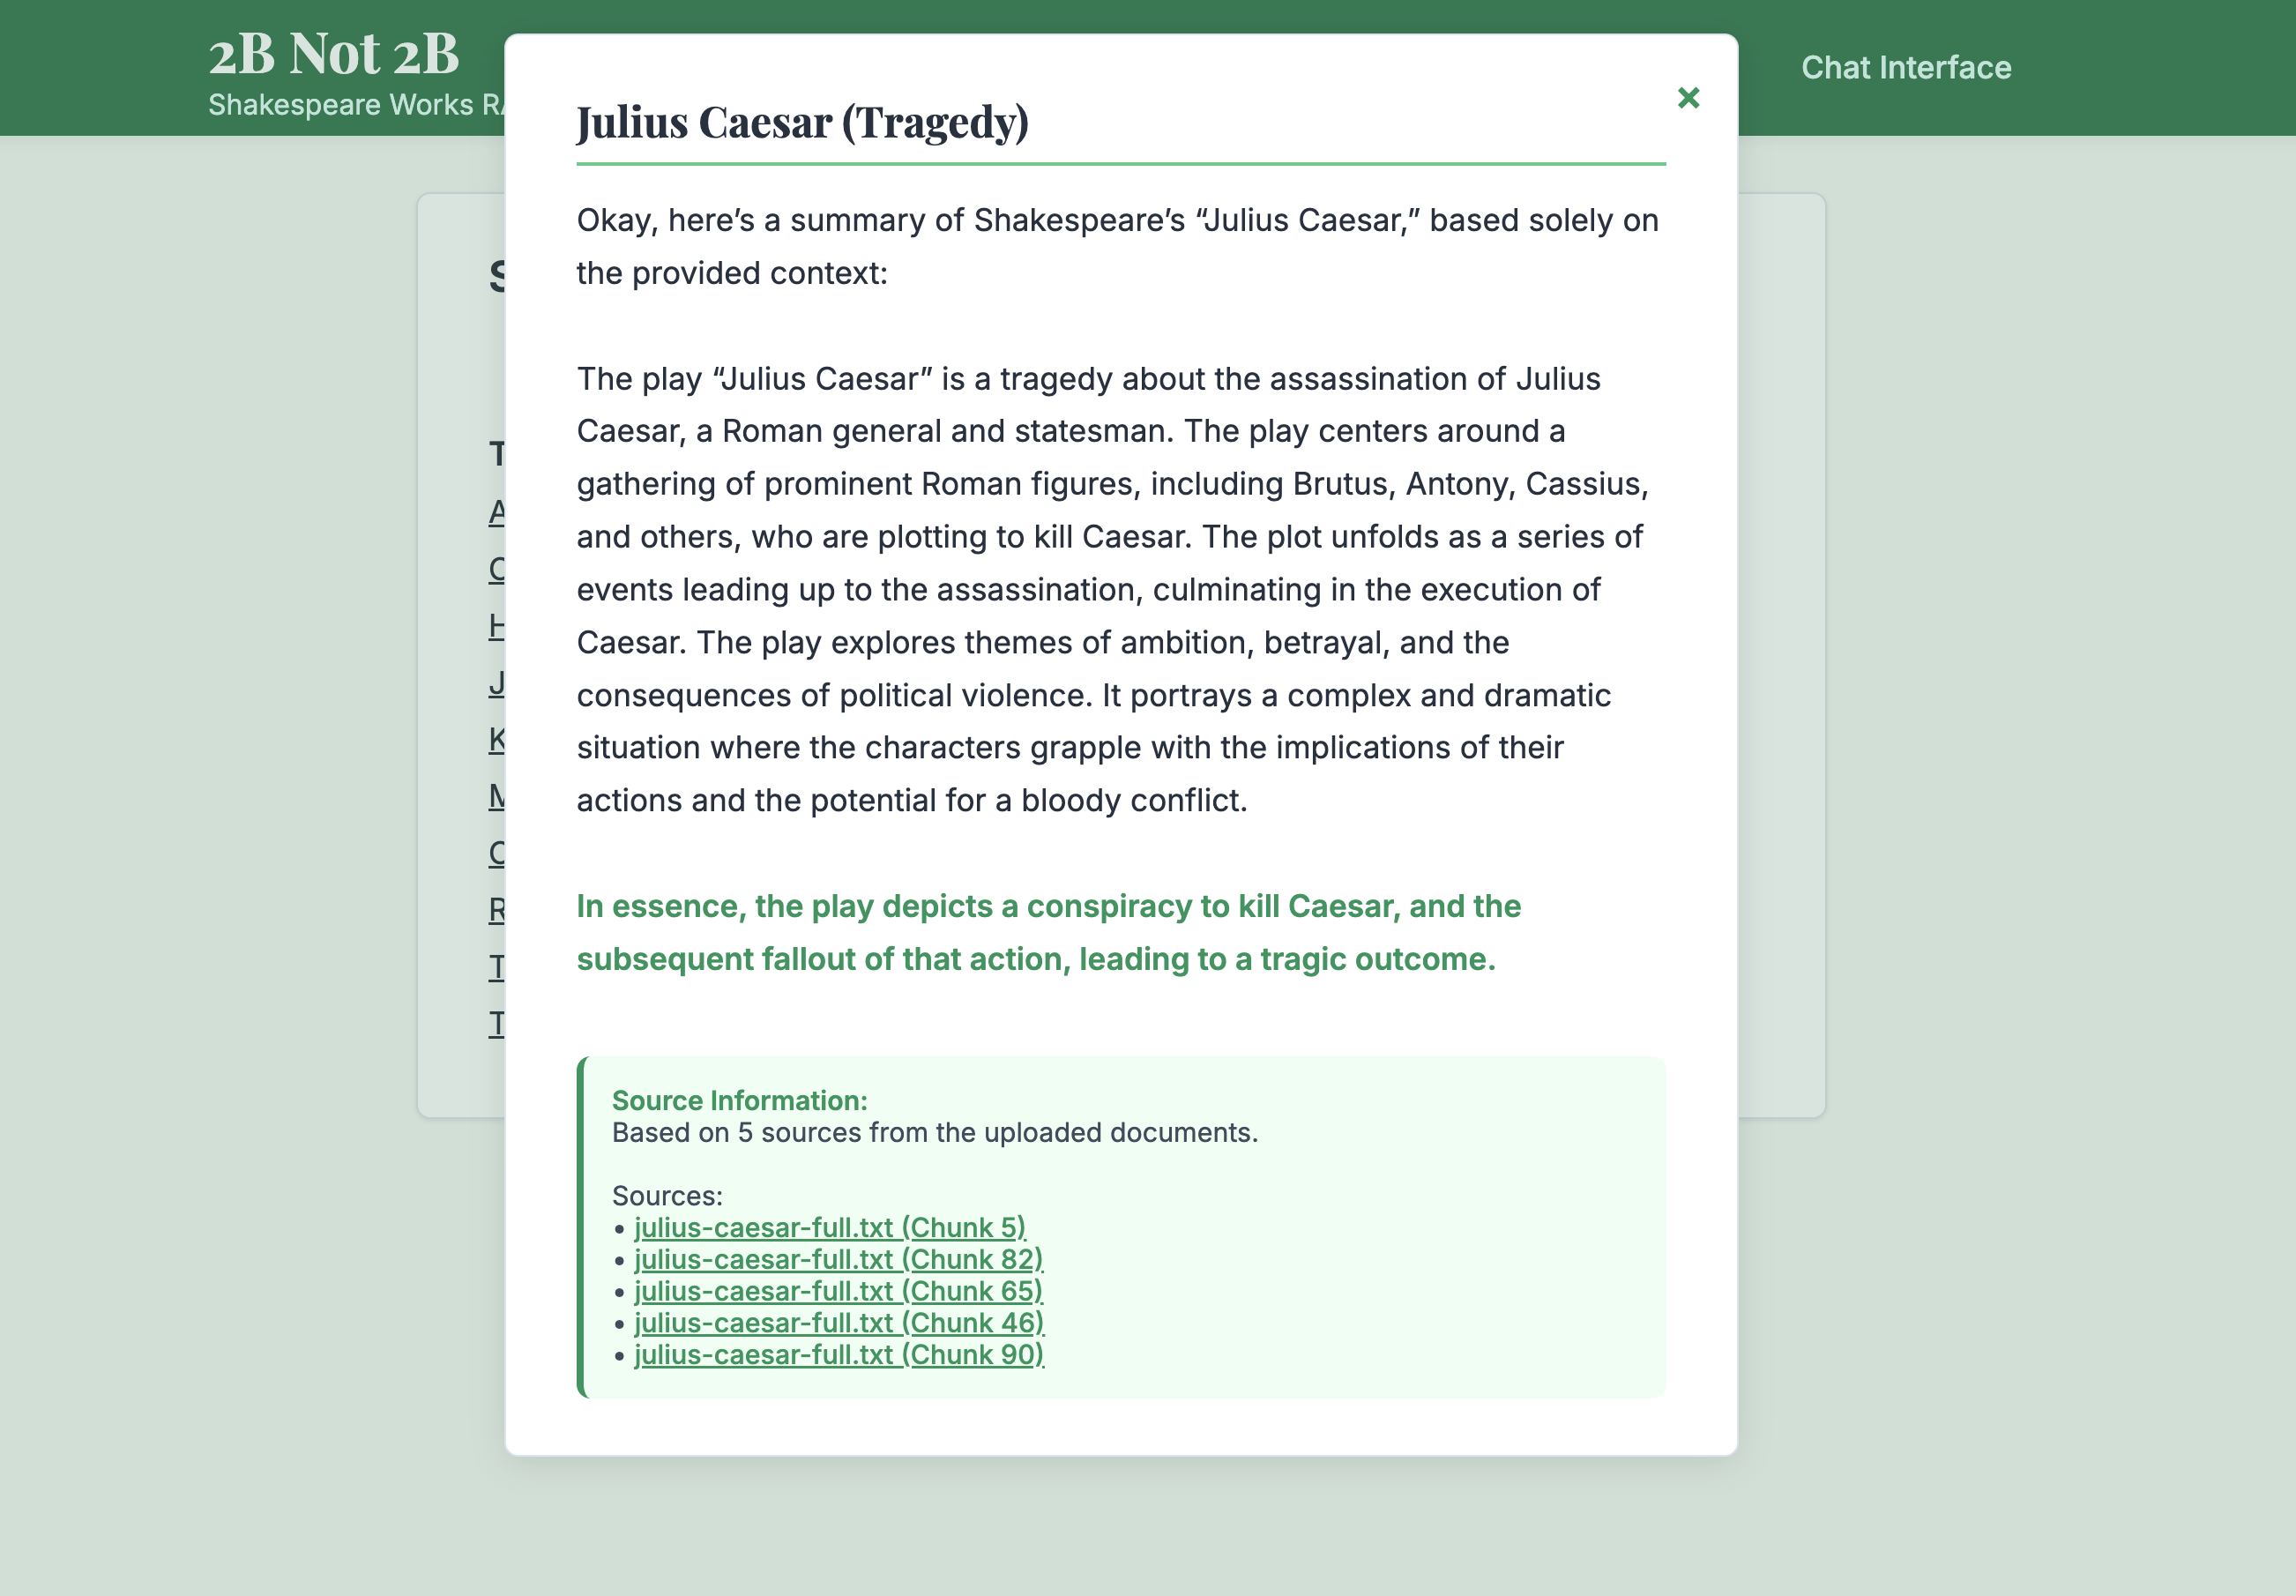 2B Not 2B
Shakespeare Works
Chat Interface
Julius Caesar (Tragedy)
×
Okay, here’s a summary of Shakespeare’s “Julius Caesar,” based solely on
the provided context:
The play “Julius Caesar” is a tragedy about the assassination of Julius
Caesar, a Roman general and statesman. The play centers around a
gathering of prominent Roman figures, including Brutus, Antony, Cassius,
and others, who are plotting to kill Caesar. The plot unfolds as a series of
events leading up to the assassination, culminating in the execution of
Caesar. The play explores themes of ambition, betrayal, and the
consequences of political violence. It portrays a complex and dramatic
situation where the characters grapple with the implications of their
actions and the potential for a bloody conflict.
In essence, the play depicts a conspiracy to kill Caesar, and the
subsequent fallout of that action, leading to a tragic outcome.
Source Information:
Based on 5 sources from the uploaded documents.
Sources:
• julius-caesar-full.txt (Chunk 5)
• julius-caesar-full.txt (Chunk 82)
• julius-caesar-full.txt (Chunk 65)
• julius-caesar-full.txt (Chunk 46)
• julius-caesar-full.txt (Chunk 90)